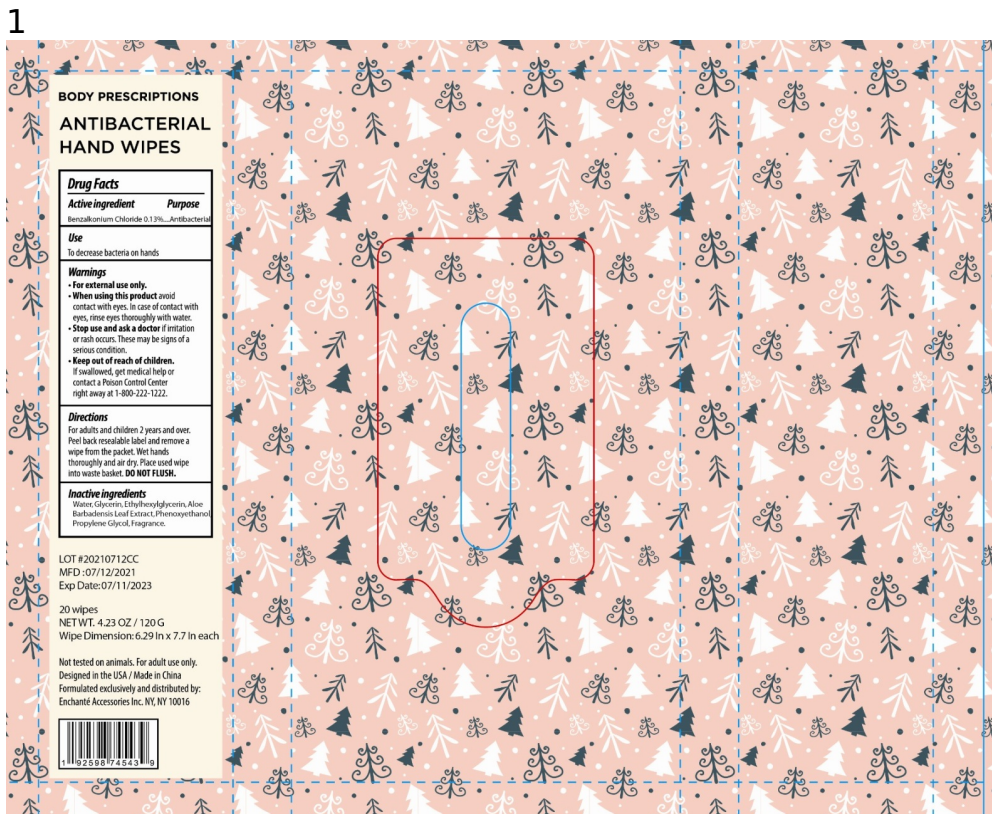 1
BODY PRESCRIPTIONS
ANTIBACTERIAL
HAND WIPES
Drug Facts
Active ingredient Purpose
Benzalkonium Chloride 0.13%....Antibacterial
Use
To decrease bacteria on hands
Warnings
• For external use only.
• When using this product avoid
contact with eyes. In case of contact with
eyes, rinse eyes thoroughly with water.
• Stop use and ask a doctor if irritation
or rash occurs. These may be signs of a
serious condition.
• Keep out of reach of children.
If swallowed, get medical help or
contact a Poison Control Center
right away at 1-800-222-1222.
Directions
For adults and children 2 years and over.
Peel back resealable label and remove a
wipe from the packet. Wet hands
thoroughly and air dry. Place used wipe
into waste basket. DO NOT FLUSH.
Inactive ingredients
Water, Glycerin, Ethylhexylglycerin, Aloe
Barbadensis Leaf Extract, Phenoxyethanol,
Propylene Glycol, Fragrance.
LOT #20210712CC
MFD :07/12/2021
Exp Date: 07/11/2023
20 wipes
NET WT. 4.23 OZ / 120 G
Wipe Dimension: 6.29 In x 7.7 In each
Not tested on animals. For adult use only.
Designed in the USA / Made in China
Formulated exclusively and distributed by:
Enchanté Accessories Inc. NY, NY 10016
1 92598 74543 9